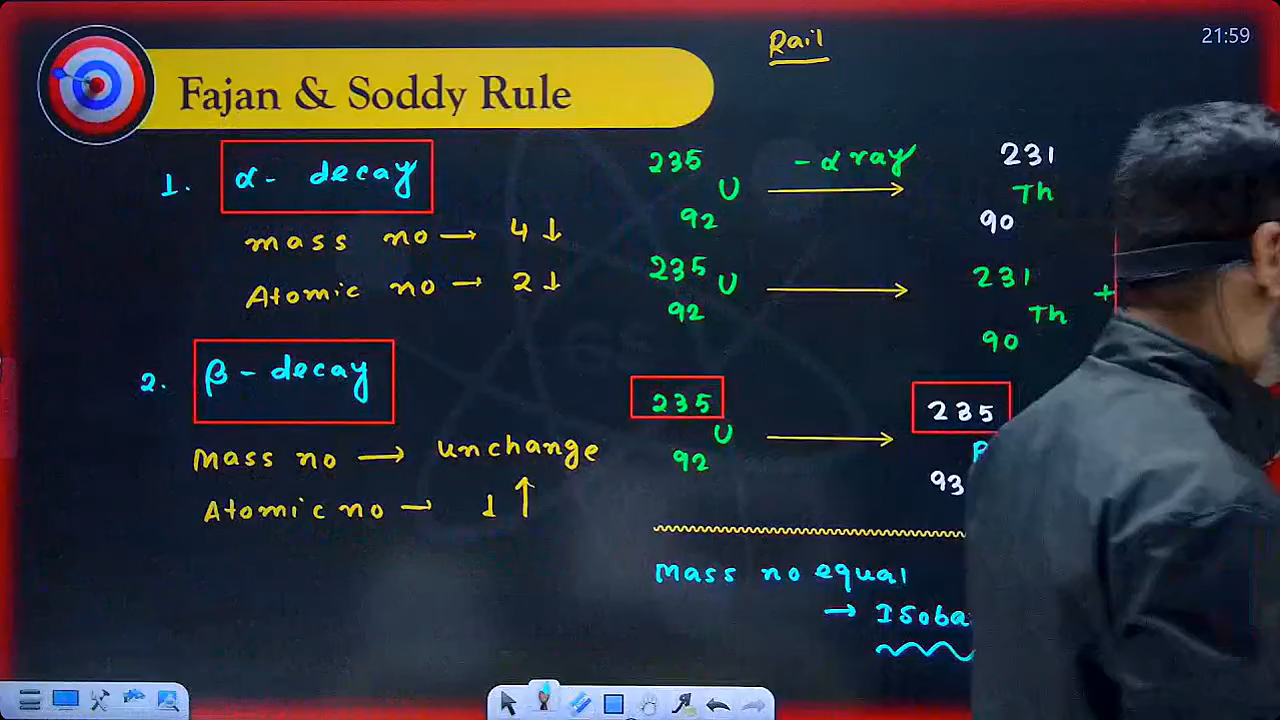 Rail
21:59
Fajan & Soddy Rule
1. α- decay
mass no → 4 ↓
Atomic no → 2 ↓
235 U 92 - α ray → 231 Th 90
235 U 92 → 231 Th 90 +
2. β - decay
Mass no → unchange
Atomic no → 1 ↑
235 U 92 → 235 93
Mass no equal
→ Isoba